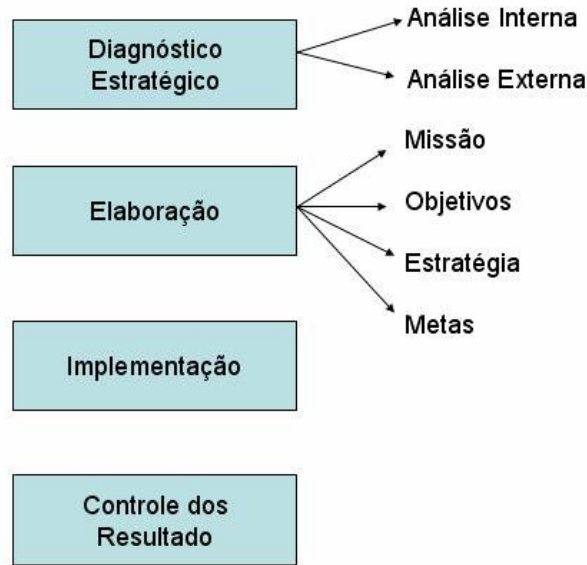 Diagnóstico
Estratégico
Análise Interna
Análise Externa
Elaboração
Missão
Objetivos
Estratégia
Metas
Implementação
Controle dos
Resultado